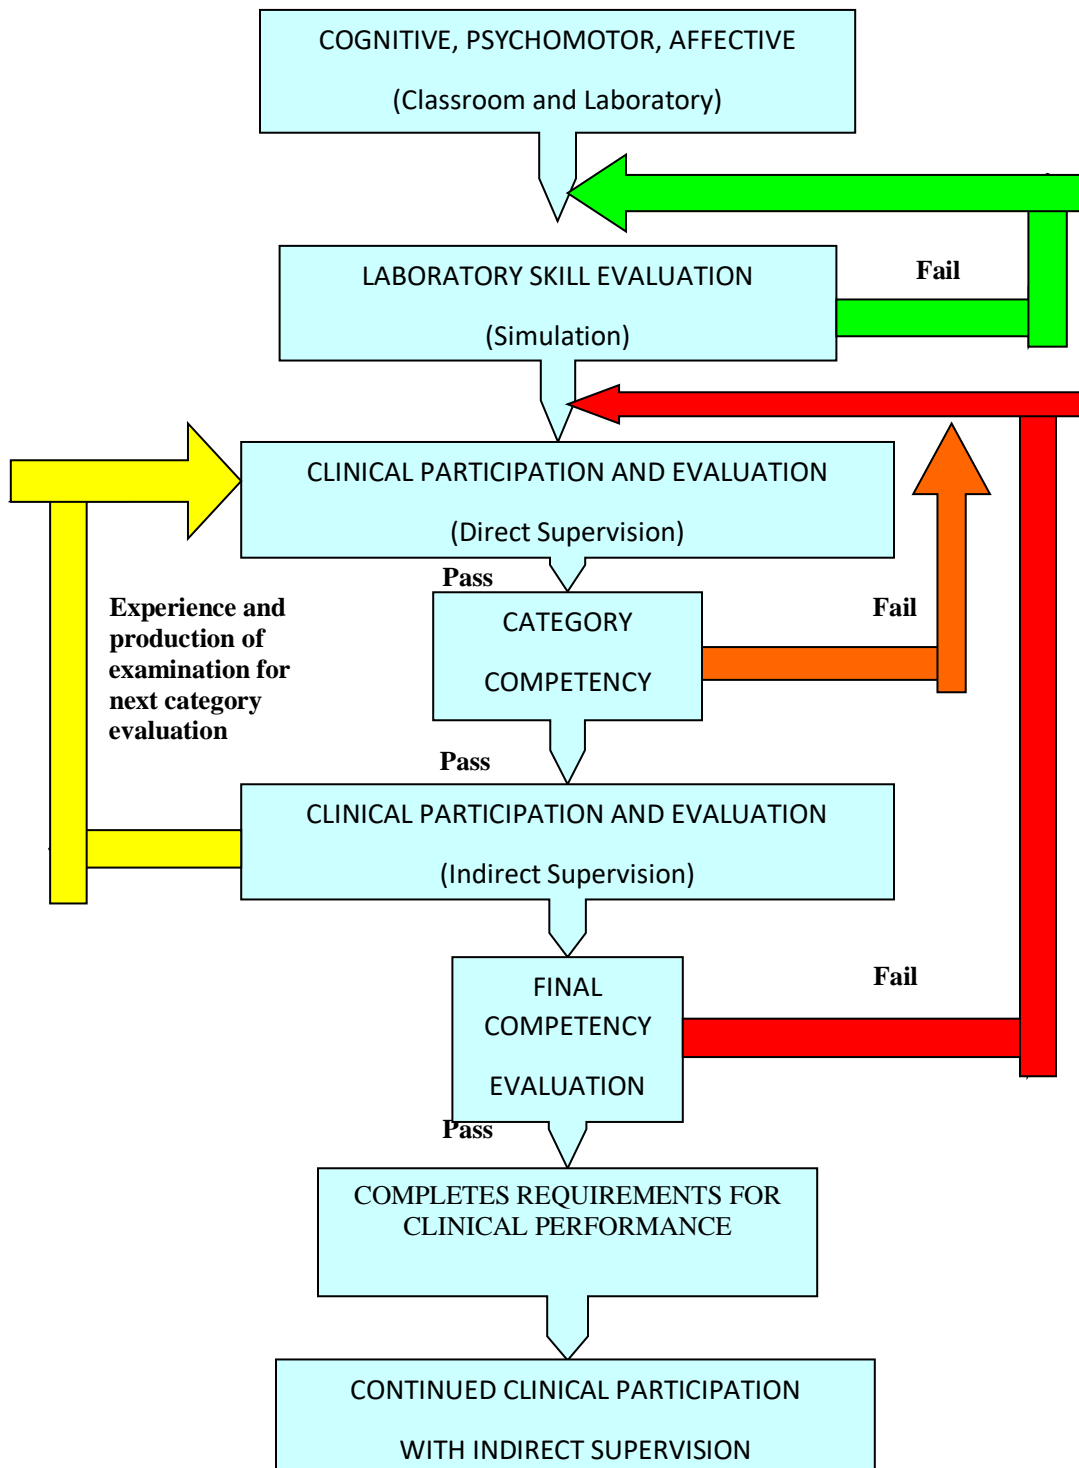 COGNITIVE, PSYCHOMOTOR, AFFECTIVE
(Classroom and Laboratory)
LABORATORY SKILL EVALUATION
(Simulation)
Fail
CLINICAL PARTICIPATION AND EVALUATION
(Direct Supervision)
Pass
Experience and
production of
examination for
next category
evaluation
CATEGORY
COMPETENCY
Fail
Pass
CLINICAL PARTICIPATION AND EVALUATION
(Indirect Supervision)
FINAL
COMPETENCY
EVALUATION
Fail
Pass
COMPLETES REQUIREMENTS FOR
CLINICAL PERFORMANCE
CONTINUED CLINICAL PARTICIPATION
WITH INDIRECT SUPERVISION